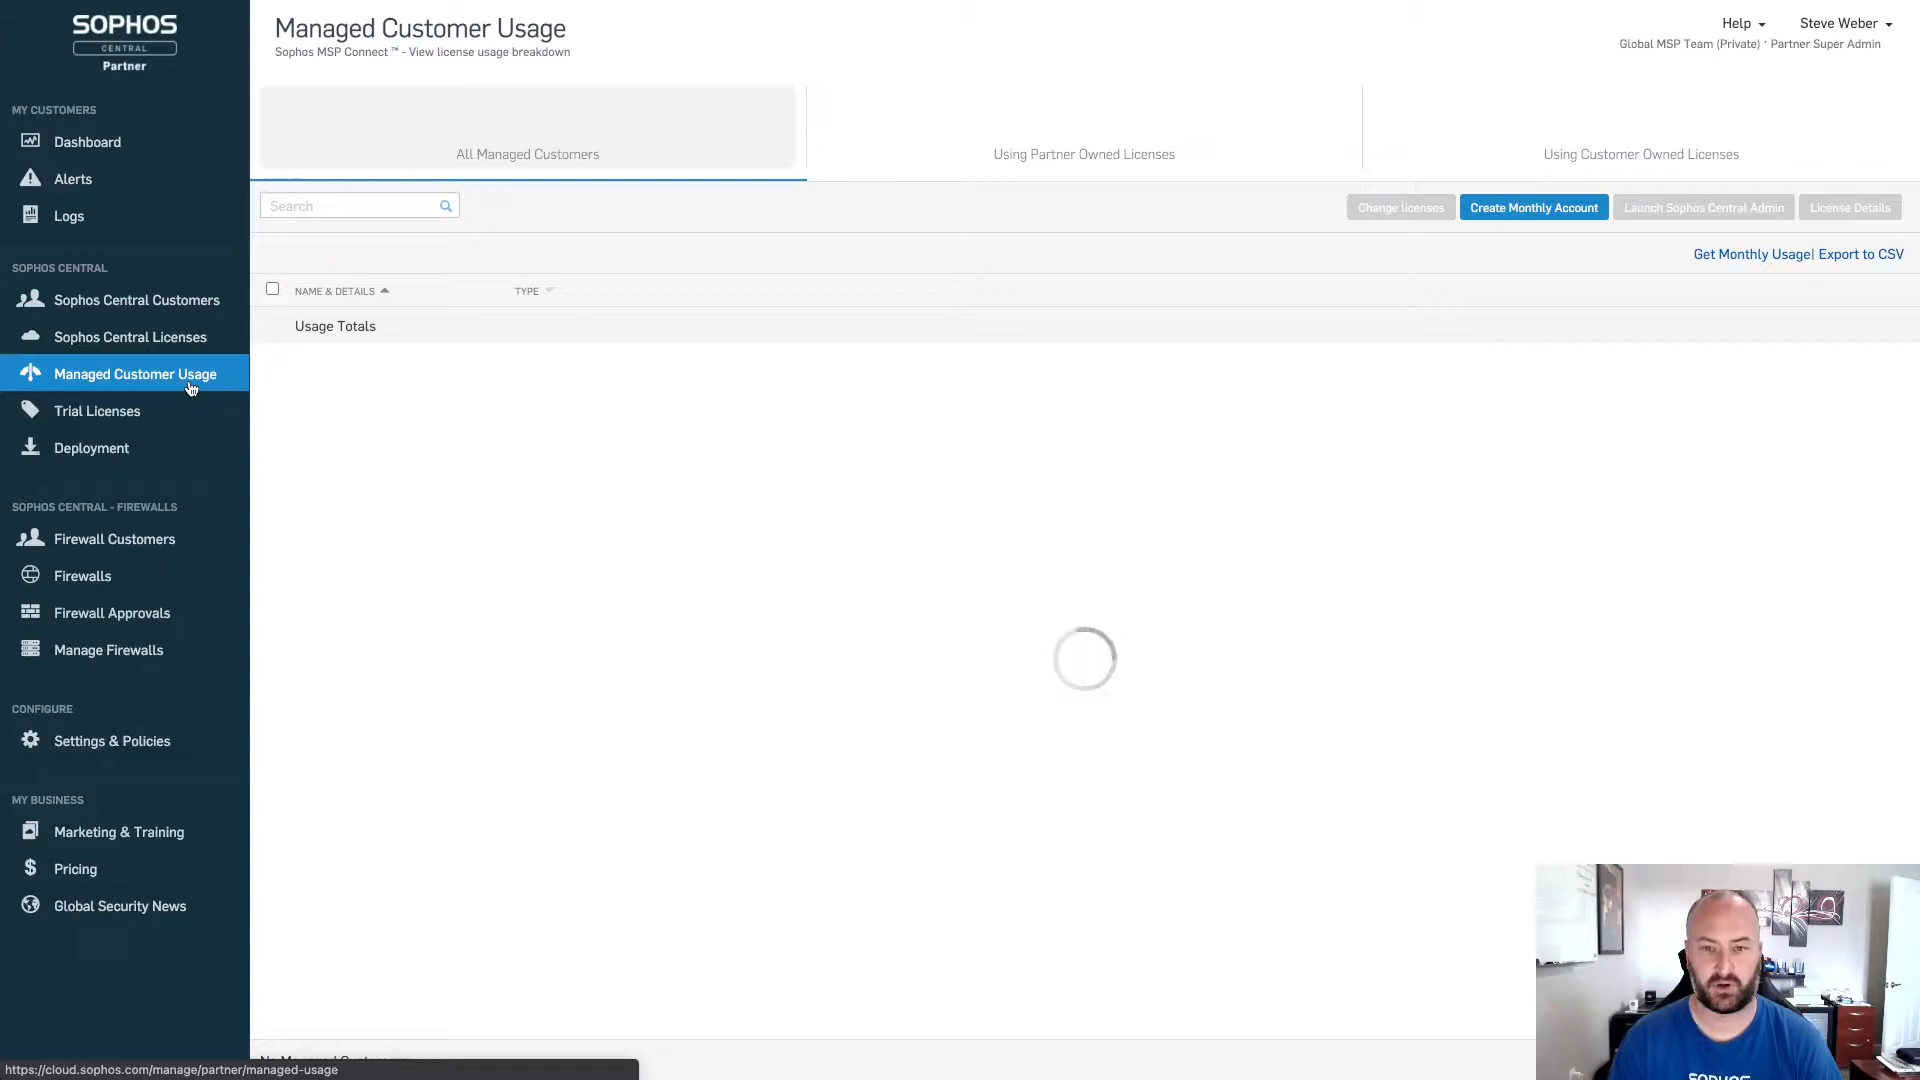 SOPHOS
CENTRAL
Partner
Managed Customer Usage
Sophos MSP Connect ™ - View license usage breakdown
Help
Steve Weber
Global MSP Team (Private) · Partner Super Admin
MY CUSTOMERS
Dashboard
Alerts
Logs
SOPHOS CENTRAL
Sophos Central Customers
Sophos Central Licenses
Managed Customer Usage
Trial Licenses
Deployment
SOPHOS CENTRAL - FIREWALLS
Firewall Customers
Firewalls
Firewall Approvals
Manage Firewalls
CONFIGURE
Settings & Policies
MY BUSINESS
Marketing & Training
Pricing
Global Security News
All Managed Customers
Using Partner Owned Licenses
Using Customer Owned Licenses
Search
Change licenses
Create Monthly Account
Launch Sophos Central Admin
License Details
Get Monthly Usage| Export to CSV
NAME & DETAILS
TYPE
Usage Totals
https://cloud.sophos.com/manage/partner/managed-usage
SOPHOS